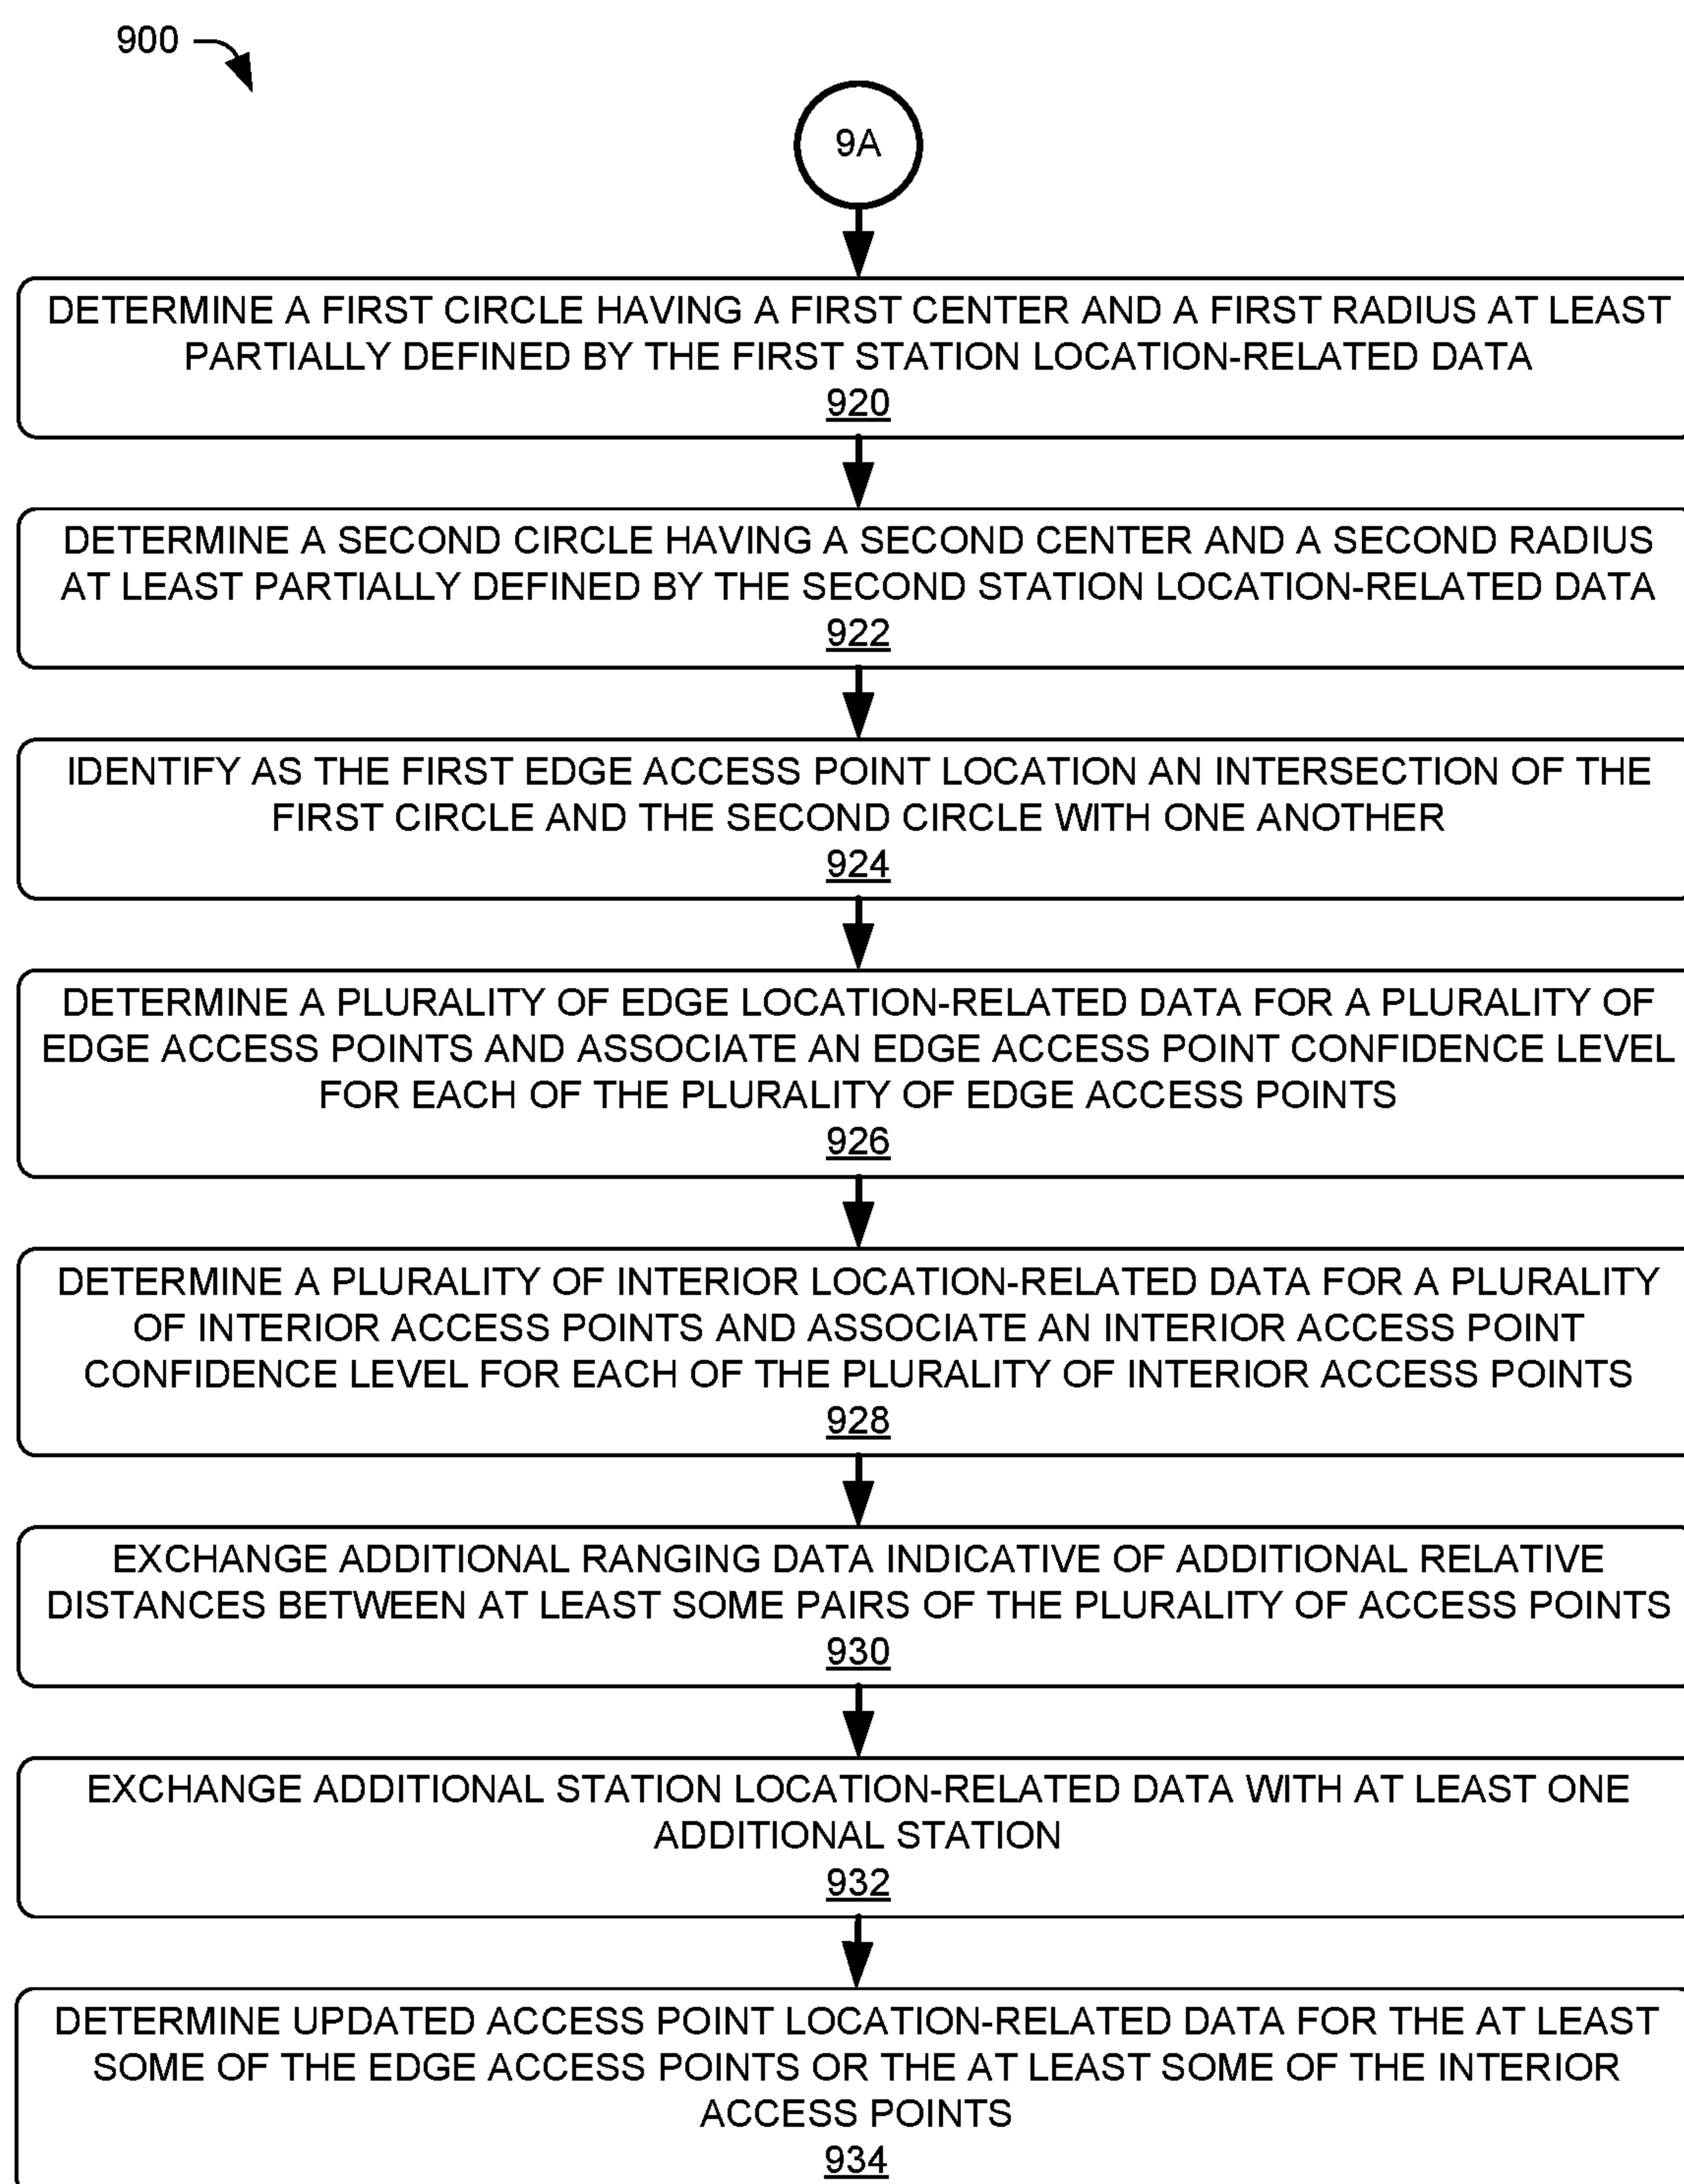 900
9A
DETERMINE A FIRST CIRCLE HAVING A FIRST CENTER AND A FIRST RADIUS AT LEAST
PARTIALLY DEFINED BY THE FIRST STATION LOCATION-RELATED DATA
920
DETERMINE A SECOND CIRCLE HAVING A SECOND CENTER AND A SECOND RADIUS
AT LEAST PARTIALLY DEFINED BY THE SECOND STATION LOCATION-RELATED DATA
922
IDENTIFY AS THE FIRST EDGE ACCESS POINT LOCATION AN INTERSECTION OF THE
FIRST CIRCLE AND THE SECOND CIRCLE WITH ONE ANOTHER
924
DETERMINE A PLURALITY OF EDGE LOCATION-RELATED DATA FOR A PLURALITY OF
EDGE ACCESS POINTS AND ASSOCIATE AN EDGE ACCESS POINT CONFIDENCE LEVEL
FOR EACH OF THE PLURALITY OF EDGE ACCESS POINTS
926
DETERMINE A PLURALITY OF INTERIOR LOCATION-RELATED DATA FOR A PLURALITY
OF INTERIOR ACCESS POINTS AND ASSOCIATE AN INTERIOR ACCESS POINT
CONFIDENCE LEVEL FOR EACH OF THE PLURALITY OF INTERIOR ACCESS POINTS
928
EXCHANGE ADDITIONAL RANGING DATA INDICATIVE OF ADDITIONAL RELATIVE
DISTANCES BETWEEN AT LEAST SOME PAIRS OF THE PLURALITY OF ACCESS POINTS
930
EXCHANGE ADDITIONAL STATION LOCATION-RELATED DATA WITH AT LEAST ONE
ADDITIONAL STATION
932
DETERMINE UPDATED ACCESS POINT LOCATION-RELATED DATA FOR THE AT LEAST
SOME OF THE EDGE ACCESS POINTS OR THE AT LEAST SOME OF THE INTERIOR
ACCESS POINTS
934